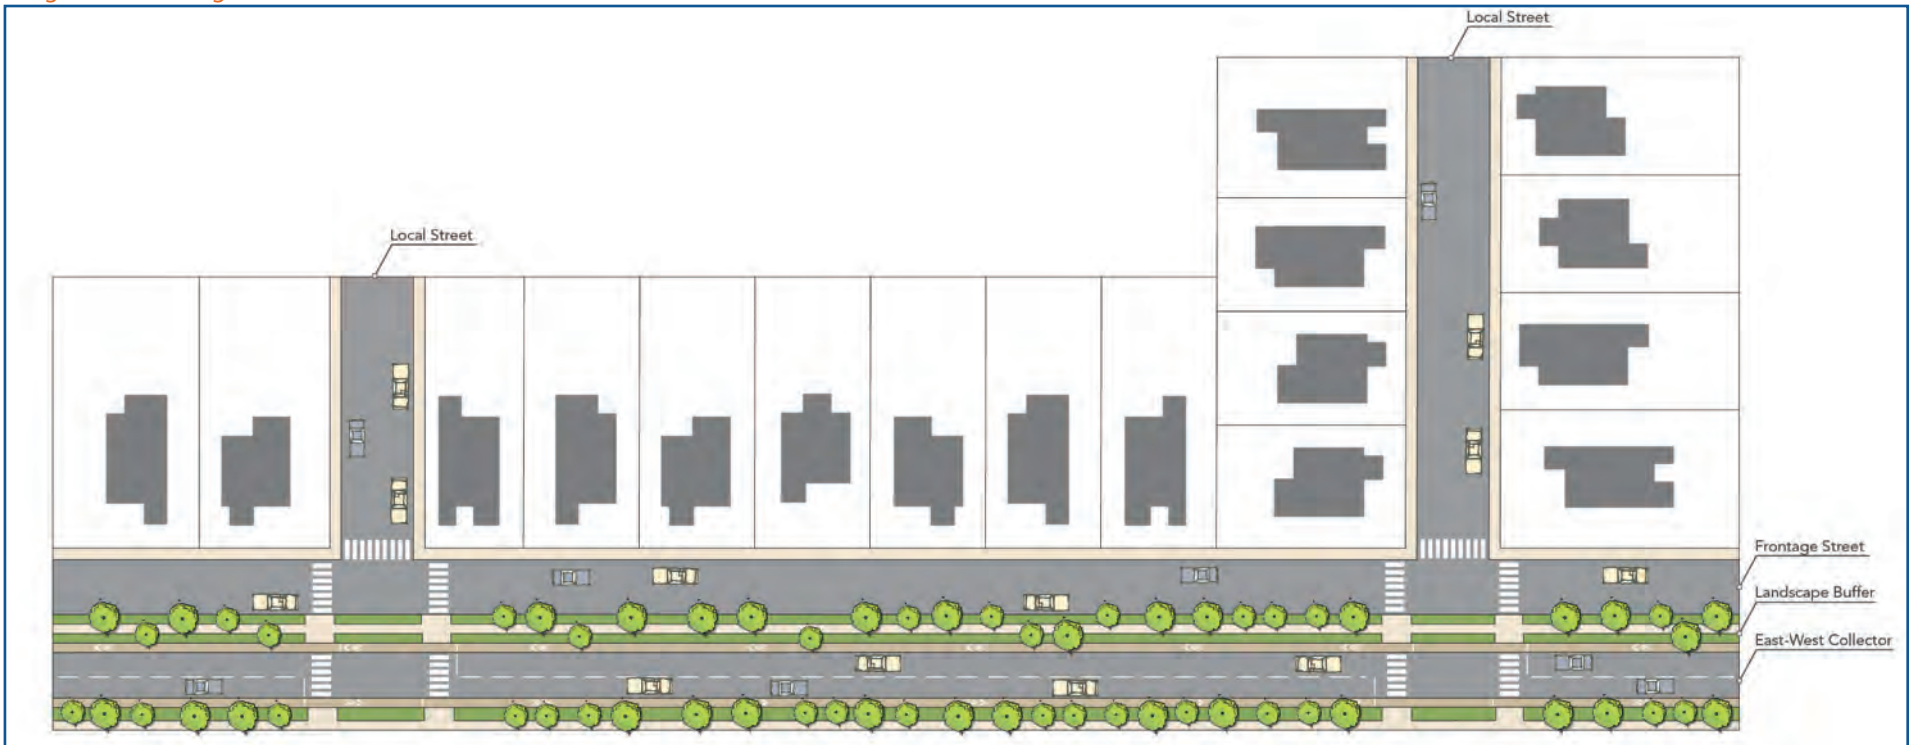 Local Street
Local Street
Frontage Street
Landscape Buffer
East-West Collector